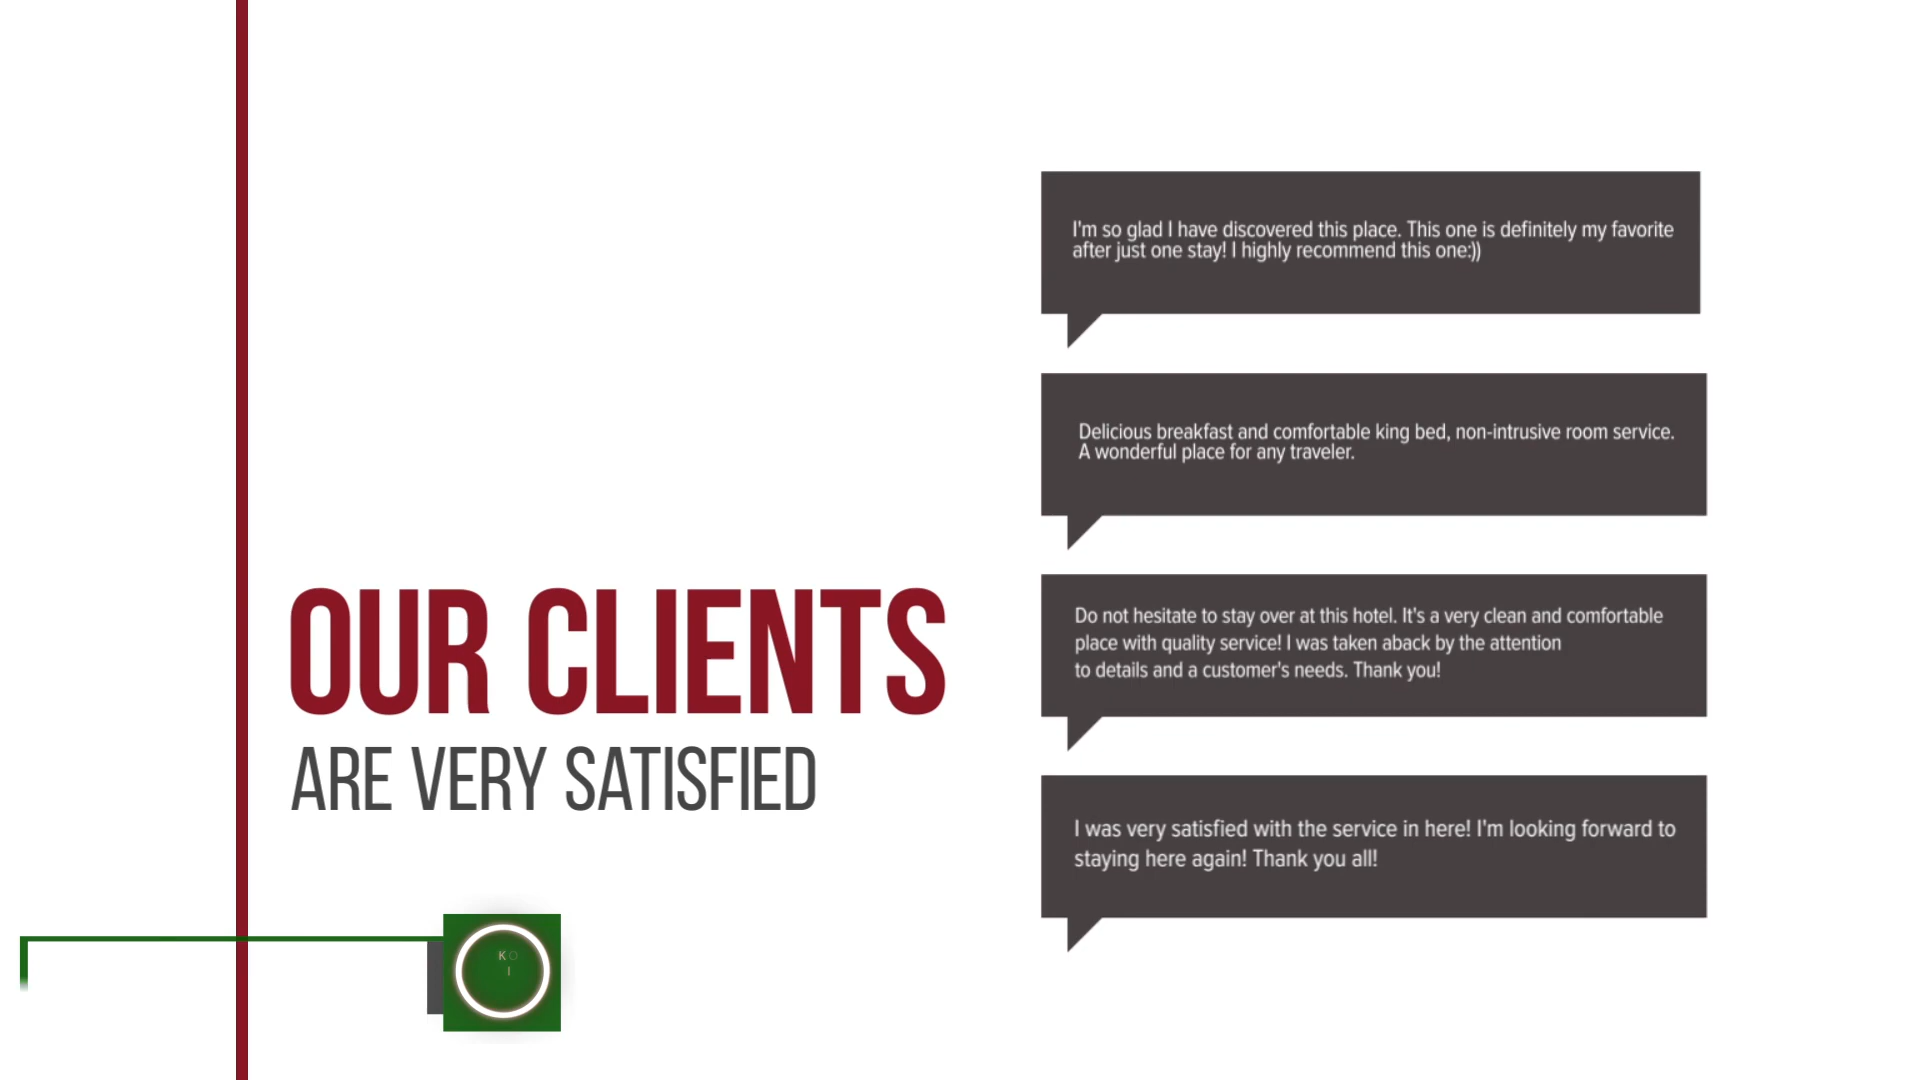 OUR CLIENTS
ARE VERY SATISFIED
I'm so glad I have discovered this place. This one is definitely my favorite
after just one stay! I highly recommend this one:))
Delicious breakfast and comfortable king bed, non-intrusive room service.
A wonderful place for any traveler.
Do not hesitate to stay over at this hotel. It's a very clean and comfortable
place with quality service! I was taken aback by the attention
to details and a customer's needs. Thank you!
I was very satisfied with the service in here! I'm looking forward to
staying here again! Thank you all!
KO
I